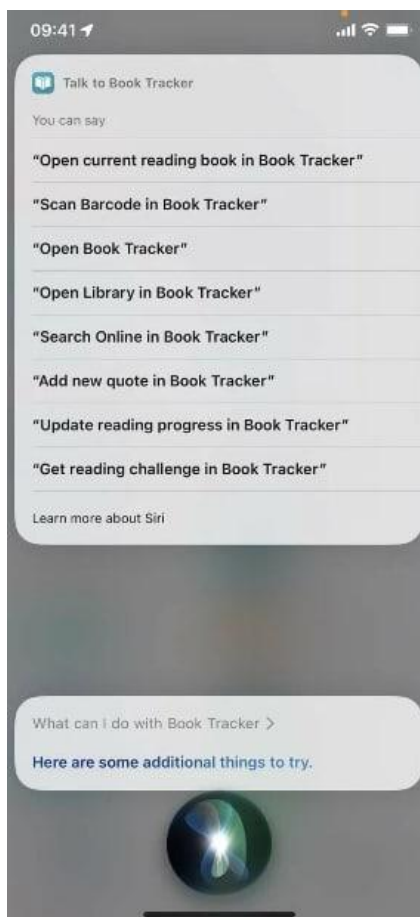 09:41
Talk to Book Tracker
You can say
“Open current reading book in Book Tracker”
“Scan Barcode in Book Tracker”
“Open Book Tracker”
“Open Library in Book Tracker”
“Search Online in Book Tracker”
“Add new quote in Book Tracker”
“Update reading progress in Book Tracker”
“Get reading challenge in Book Tracker”
Learn more about Siri
What can I do with Book Tracker >
Here are some additional things to try.